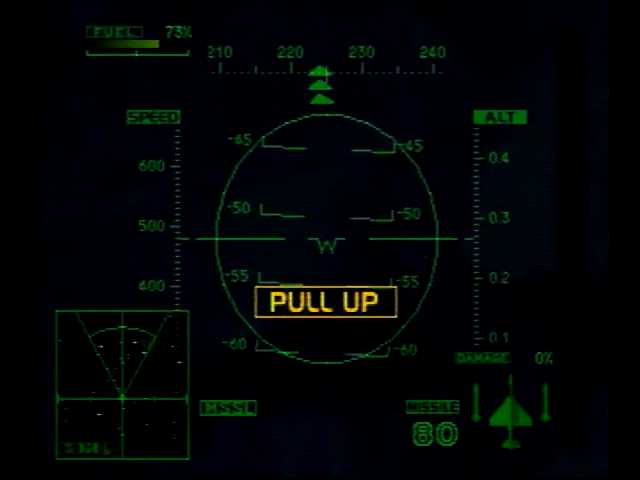 FUEL 73%
210 220 230 240
SPEED ALT
-45 -45
600 0.4
-50 -50
500 0.3
-55 -55
400 0.2
PULL UP
-60 -60
0.1
DAMAGE 0%
MSSL MISSILE
80